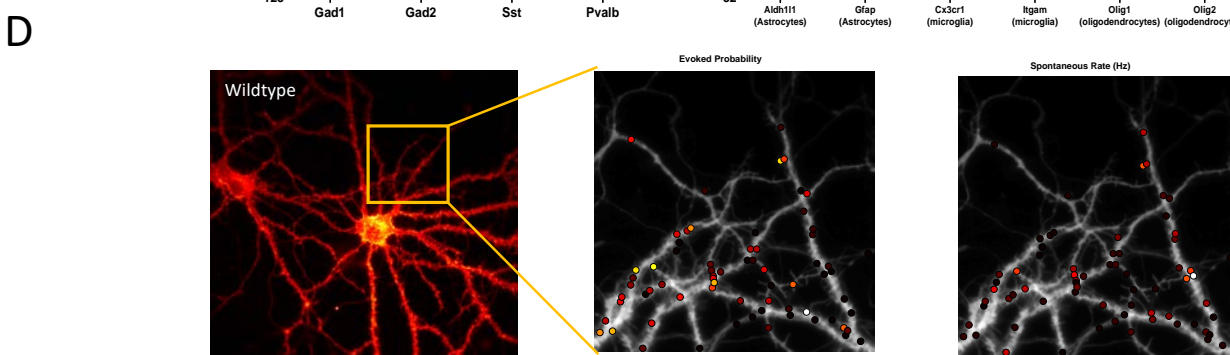 Gad1 Gad2 Sst Pvalb
Aldh1l1 Gfap Cx3cr1 Itgam Olig1 Olig2
(Astrocytes) (Astrocytes) (microglia) (microglia) (oligodendrocytes) (oligodendrocyt
D
Evoked Probability
Spontaneous Rate (Hz)
Wildtype